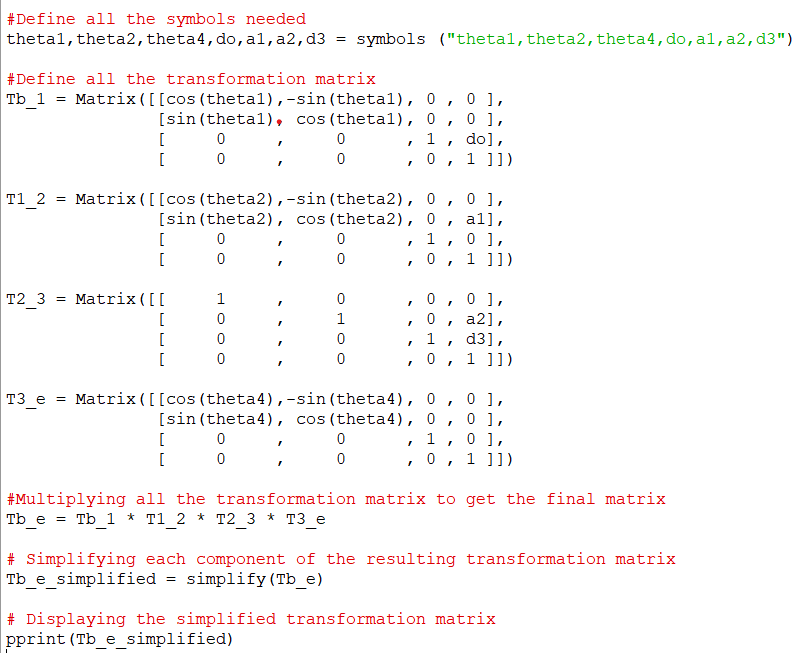 #Define all the symbols needed
theta1,theta2,theta4,do,a1,a2,d3 = symbols ("theta1,theta2,theta4,do,a1,a2,d3")
#Define all the transformation matrix
Tb_1 = Matrix([[cos(theta1),-sin(theta1), 0 , 0 ],
[sin(theta1), cos(theta1), 0 , 0 ],
[ 0 , 0 , 1 , do],
[ 0 , 0 , 0 , 1 ]])
T1_2 = Matrix([[cos(theta2),-sin(theta2), 0 , 0 ],
[sin(theta2), cos(theta2), 0 , a1],
[ 0 , 0 , 1 , 0 ],
[ 0 , 0 , 0 , 1 ]])
T2_3 = Matrix([[ 1 , 0 , 0 , 0 ],
[ 0 , 1 , 0 , a2],
[ 0 , 0 , 1 , d3],
[ 0 , 0 , 0 , 1 ]])
T3_e = Matrix([[cos(theta4),-sin(theta4), 0 , 0 ],
[sin(theta4), cos(theta4), 0 , 0 ],
[ 0 , 0 , 1 , 0 ],
[ 0 , 0 , 0 , 1 ]])
#Multiplying all the transformation matrix to get the final matrix
Tb_e = Tb_1 * T1_2 * T2_3 * T3_e
# Simplifying each component of the resulting transformation matrix
Tb_e_simplified = simplify(Tb_e)
# Displaying the simplified transformation matrix
pprint(Tb_e_simplified)